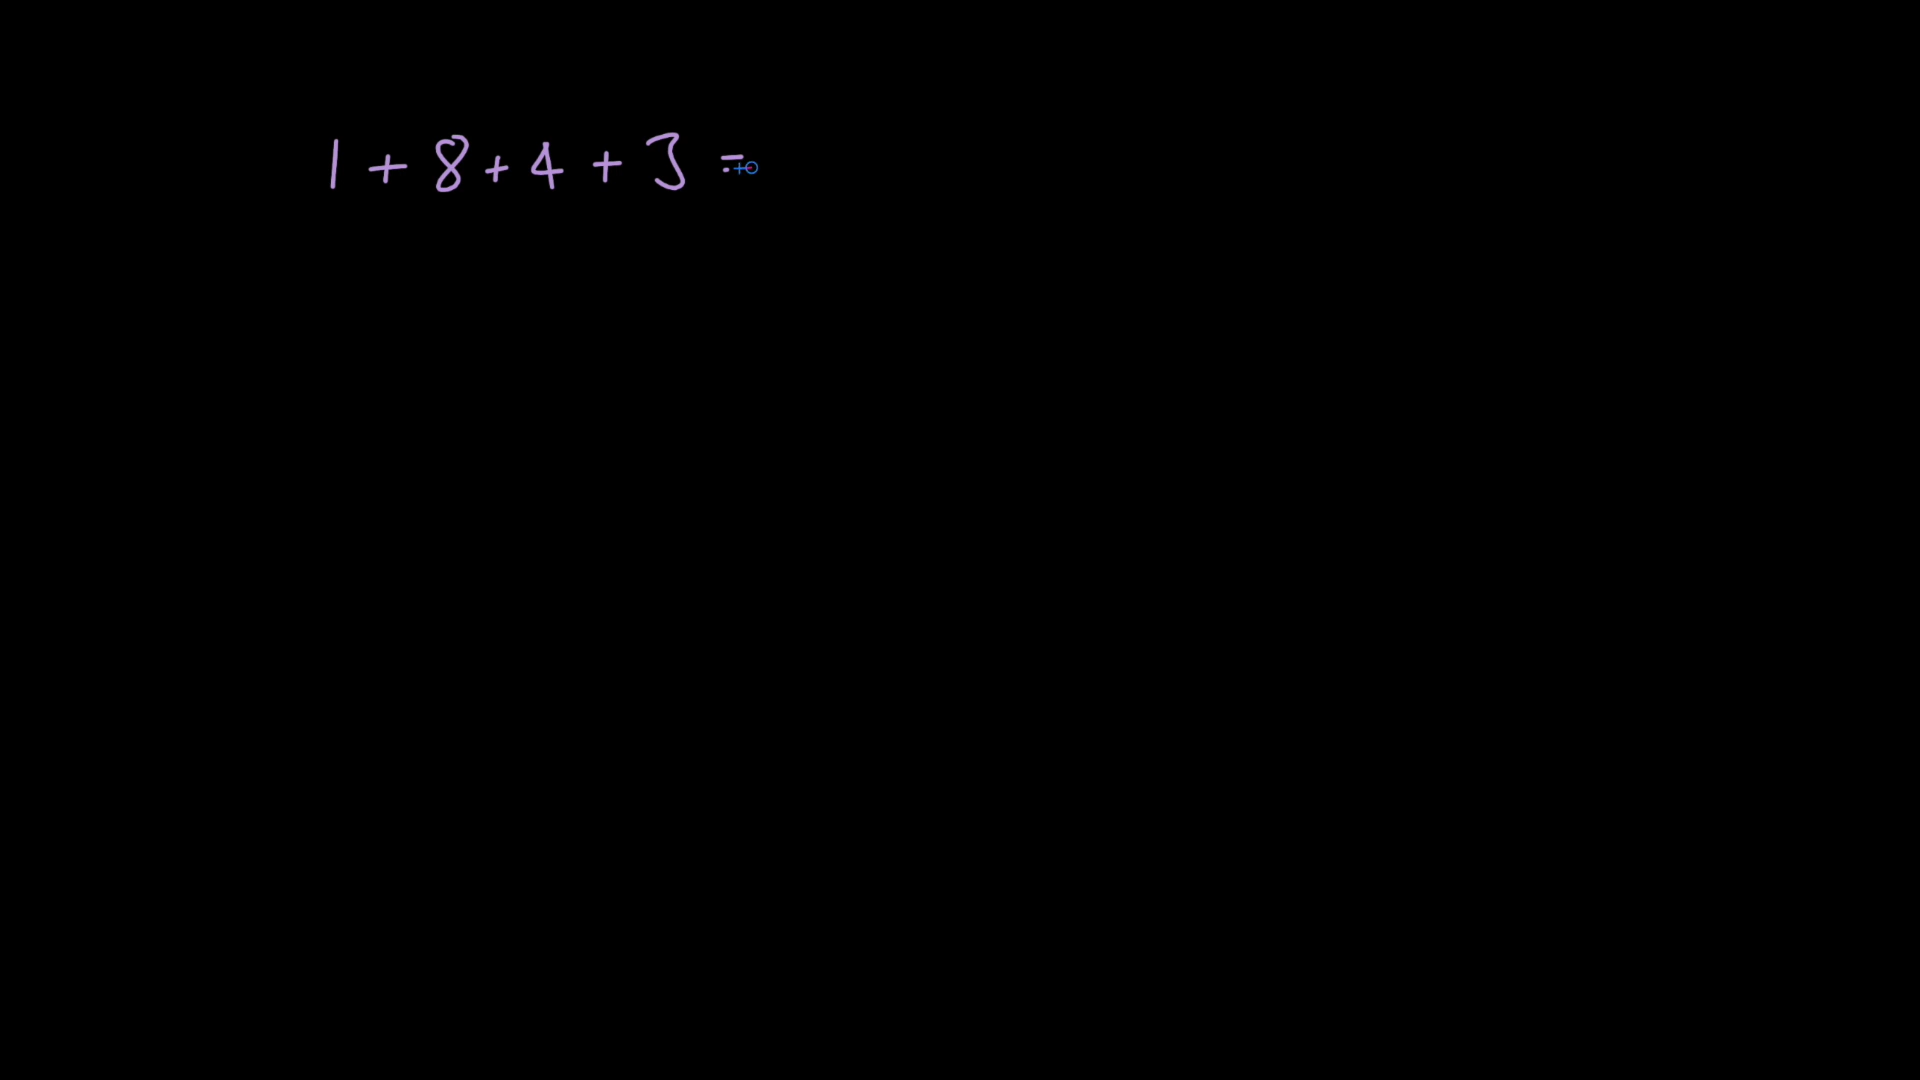 1 + 8 + 4 + 3 =